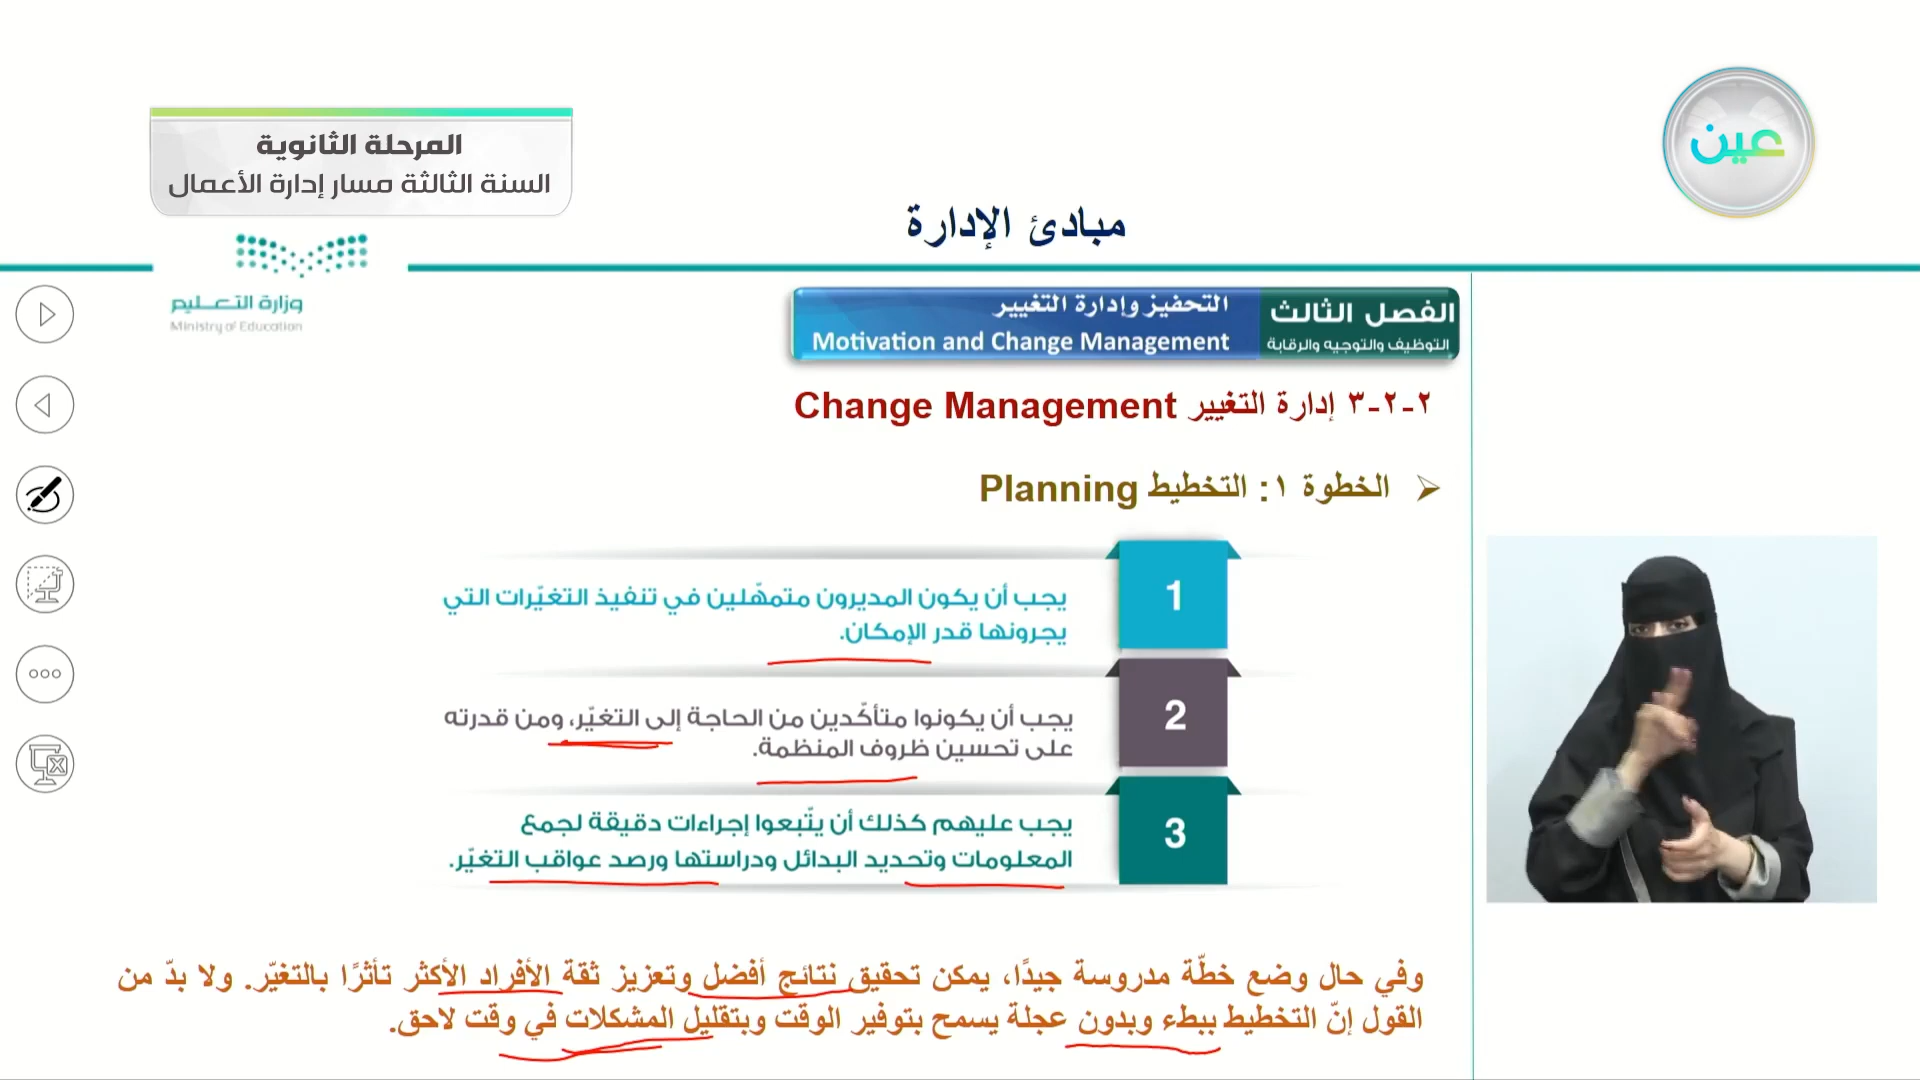 المرحلة الثانوية
السنة الثالثة مسار إدارة الأعمال
عين
مبادئ الإدارة
وزارة التعليم
Ministry of Education
الفصل الثالث
التوظيف والتوجيه والرقابة
التحفيز وإدارة التغيير
Motivation and Change Management
٣-٢-٢ إدارة التغيير Change Management
الخطوة ١: التخطيط Planning
1
يجب أن يكون المديرون متمهّلين في تنفيذ التغيّرات التي
يجرونها قدر الإمكان.
2
يجب أن يكونوا متأكّدين من الحاجة إلى التغيّر، ومن قدرته
على تحسين ظروف المنظمة.
3
يجب عليهم كذلك أن يتّبعوا إجراءات دقيقة لجمع
المعلومات وتحديد البدائل ودراستها ورصد عواقب التغيّر.
وفي حال وضع خطّة مدروسة جيدًا، يمكن تحقيق نتائج أفضل وتعزيز ثقة الأفراد الأكثر تأثرًا بالتغيّر. ولا بدّ من
القول إنّ التخطيط ببطء وبدون عجلة يسمح بتوفير الوقت وبتقليل المشكلات في وقت لاحق.